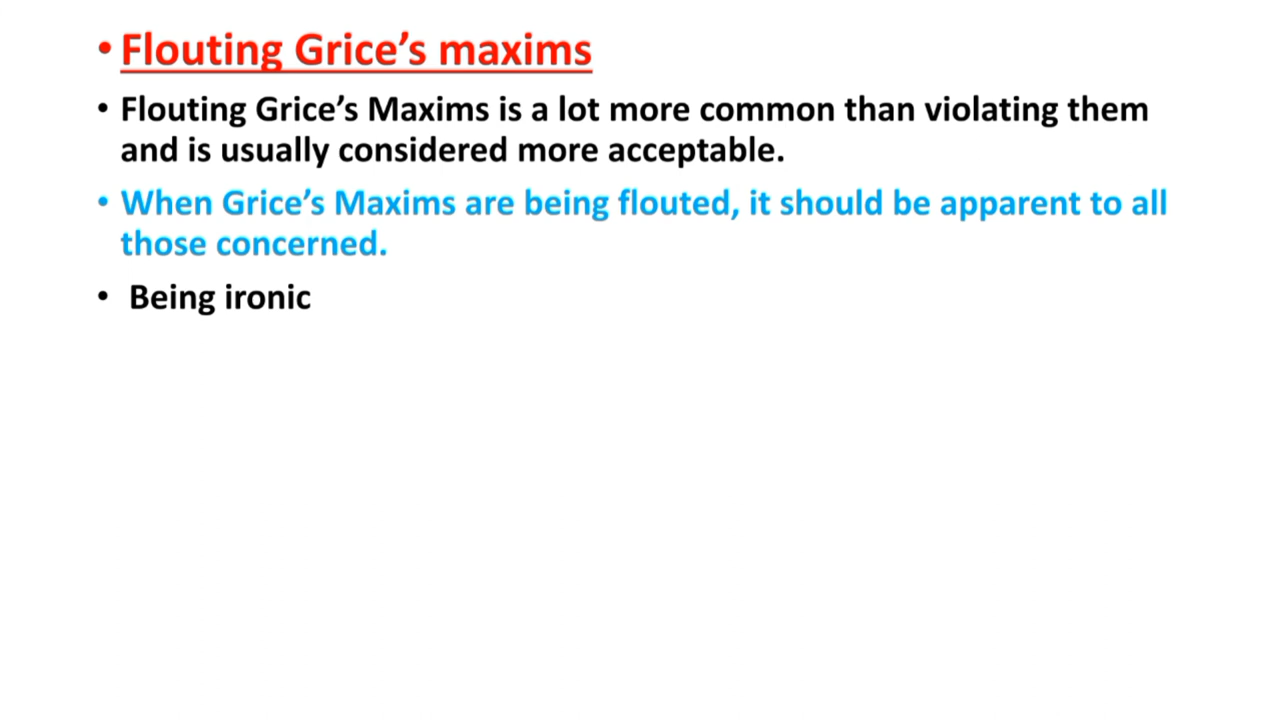 • Flouting Grice’s maxims
• Flouting Grice’s Maxims is a lot more common than violating them
and is usually considered more acceptable.
• When Grice’s Maxims are being flouted, it should be apparent to all
those concerned.
• Being ironic